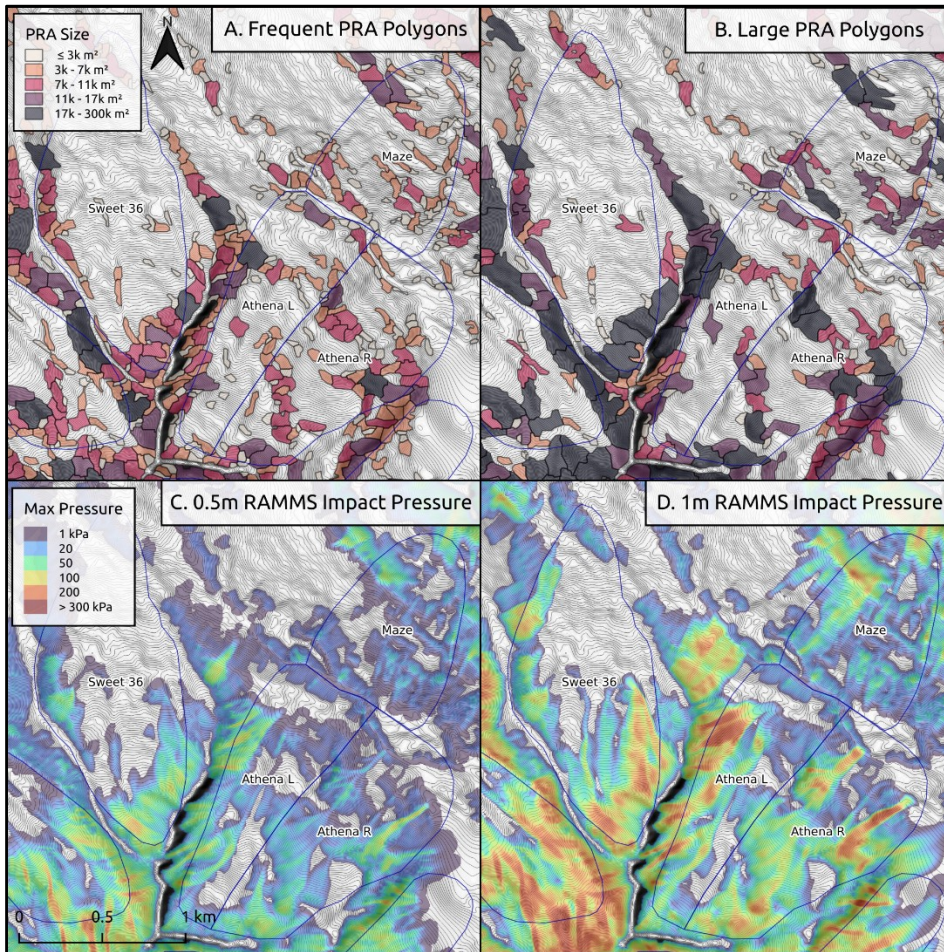 PRA Size
≤ 3k m²
3k - 7k m²
7k - 11k m²
11k - 17k m²
17k - 300k m²
N
A. Frequent PRA Polygons
Maze
Sweet 36
Athena L
Athena R
B. Large PRA Polygons
Maze
Sweet 36
Athena L
Athena R
Max Pressure
1 kPa
20
50
100
200
> 300 kPa
C. 0.5m RAMMS Impact Pressure
Maze
Sweet 36
Athena L
Athena R
0 0.5 1 km
D. 1m RAMMS Impact Pressure
Maze
Sweet 36
Athena L
Athena R